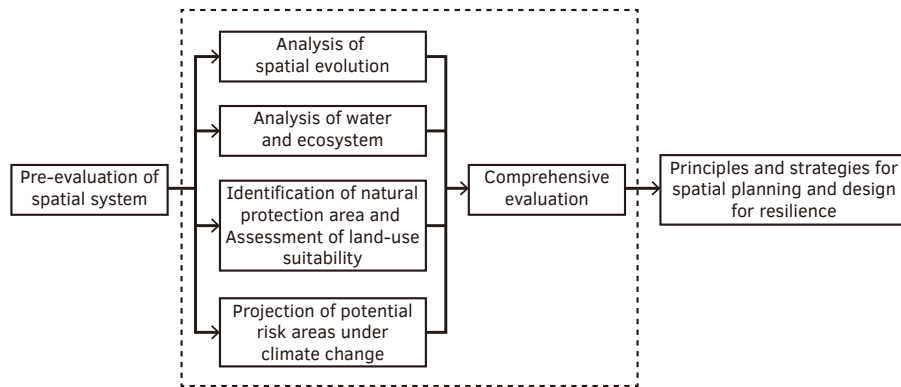 Pre-evaluation of
spatial system
Analysis of
spatial evolution
Analysis of water
and ecosystem
Identification of natural
protection area and
Assessment of land-use
suitability
Projection of potential
risk areas under
climate change
Comprehensive
evaluation
Principles and strategies for
spatial planning and design
for resilience